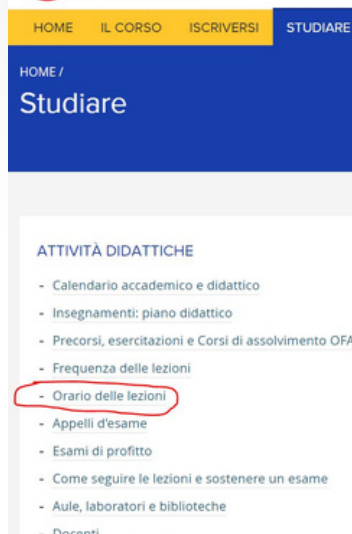 HOME IL CORSO ISCRIVERSI STUDIARE
HOME /
Studiare
ATTIVITÀ DIDATTICHE
- Calendario accademico e didattico
- Insegnamenti: piano didattico
- Precorsi, esercitazioni e Corsi di assolvimento OFA
- Frequenza delle lezioni
- Orario delle lezioni
- Appelli d'esame
- Esami di profitto
- Come seguire le lezioni e sostenere un esame
- Aule, laboratori e biblioteche
- Docenti